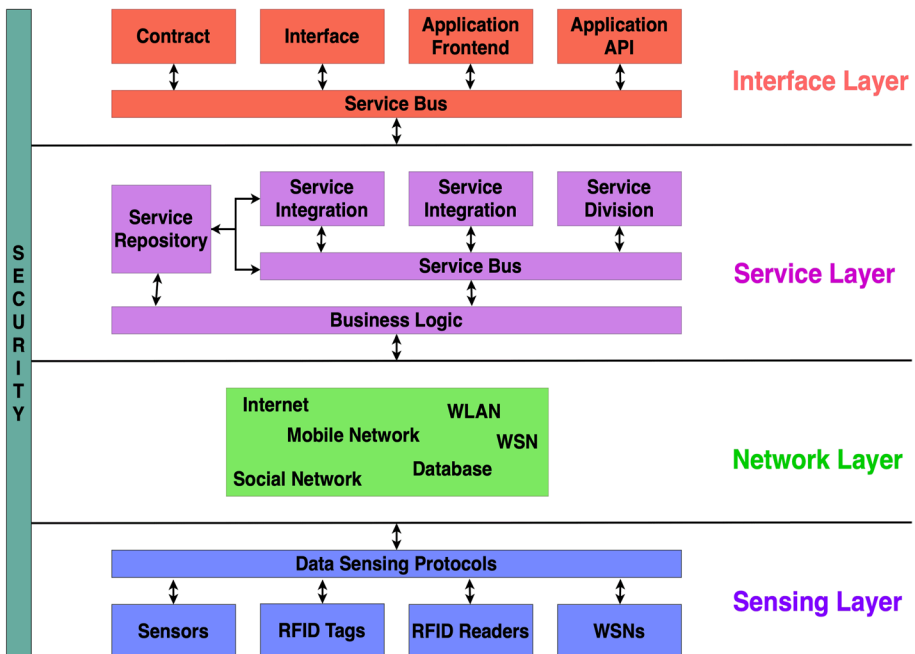 SECURITY
Contract
Interface
Application
Frontend
Application
API
Service Bus
Interface Layer
Service
Repository
Service
Integration
Service
Integration
Service
Division
Service Bus
Business Logic
Service Layer
Internet
WLAN
Mobile Network
WSN
Database
Social Network
Network Layer
Data Sensing Protocols
Sensors
RFID Tags
RFID Readers
WSNs
Sensing Layer